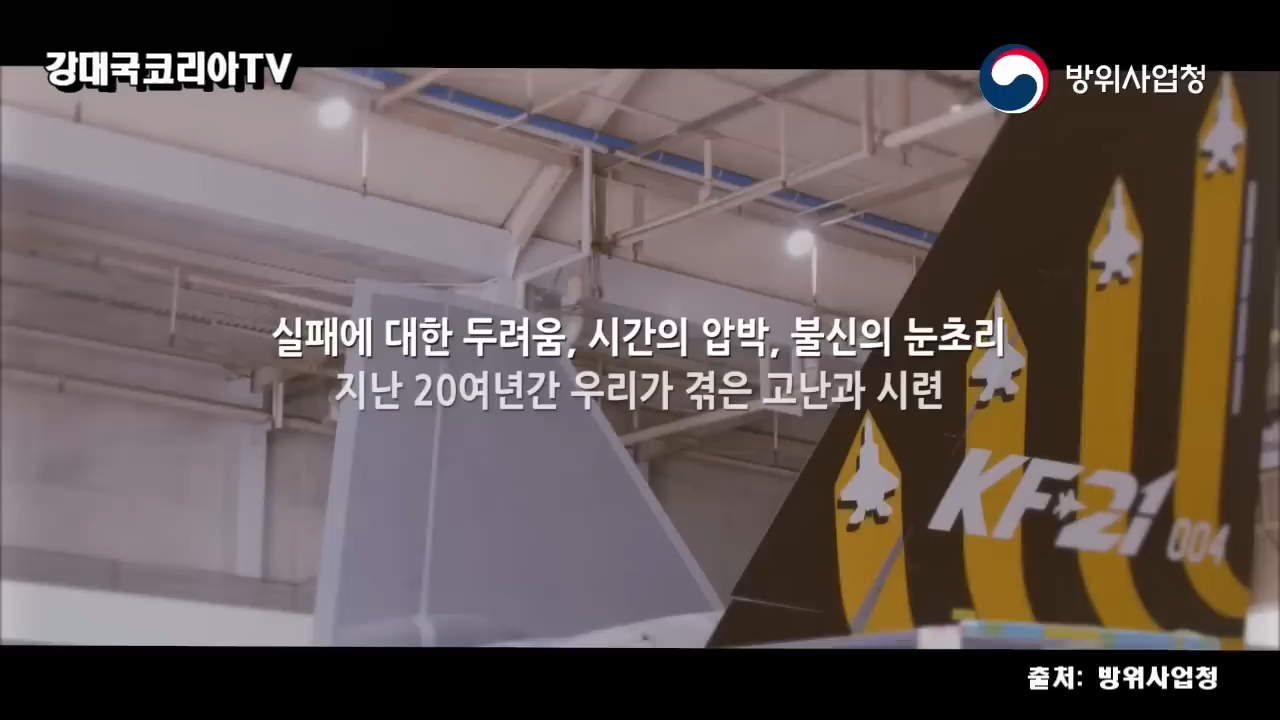 강대국코리아TV
방위사업청
실패에 대한 두려움, 시간의 압박, 불신의 눈초리
지난 20여년간 우리가 겪은 고난과 시련
KF-21
004
출처: 방위사업청